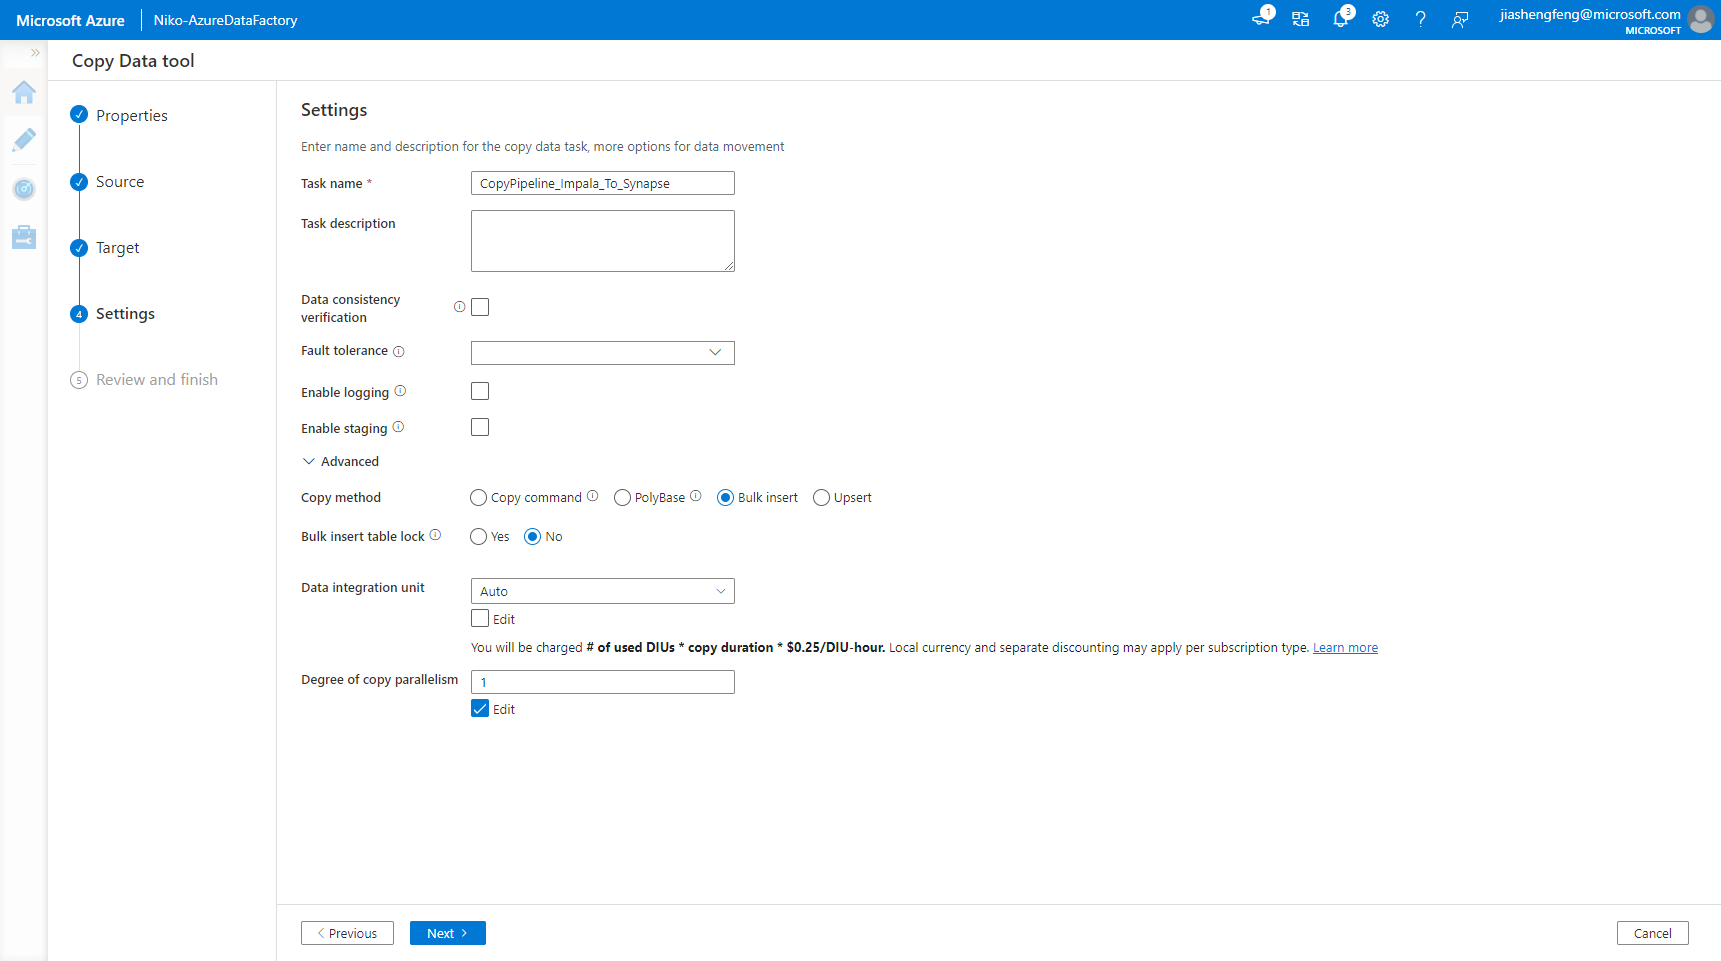 Microsoft Azure
Niko-AzureDataFactory
1
3
jiashengfeng@microsoft.com
MICROSOFT
Copy Data tool
Properties
Source
Target
4 Settings
5 Review and finish
Settings
Enter name and description for the copy data task, more options for data movement
Task name * CopyPipeline_Impala_To_Synapse
Task description
Data consistency
verification
Fault tolerance
Enable logging
Enable staging
Advanced
Copy method Copy command PolyBase Bulk insert Upsert
Bulk insert table lock Yes No
Data integration unit Auto
Edit
You will be charged # of used DIUs * copy duration * $0.25/DIU-hour. Local currency and separate discounting may apply per subscription type. Learn more
Degree of copy parallelism 1
Edit
Previous Next Cancel